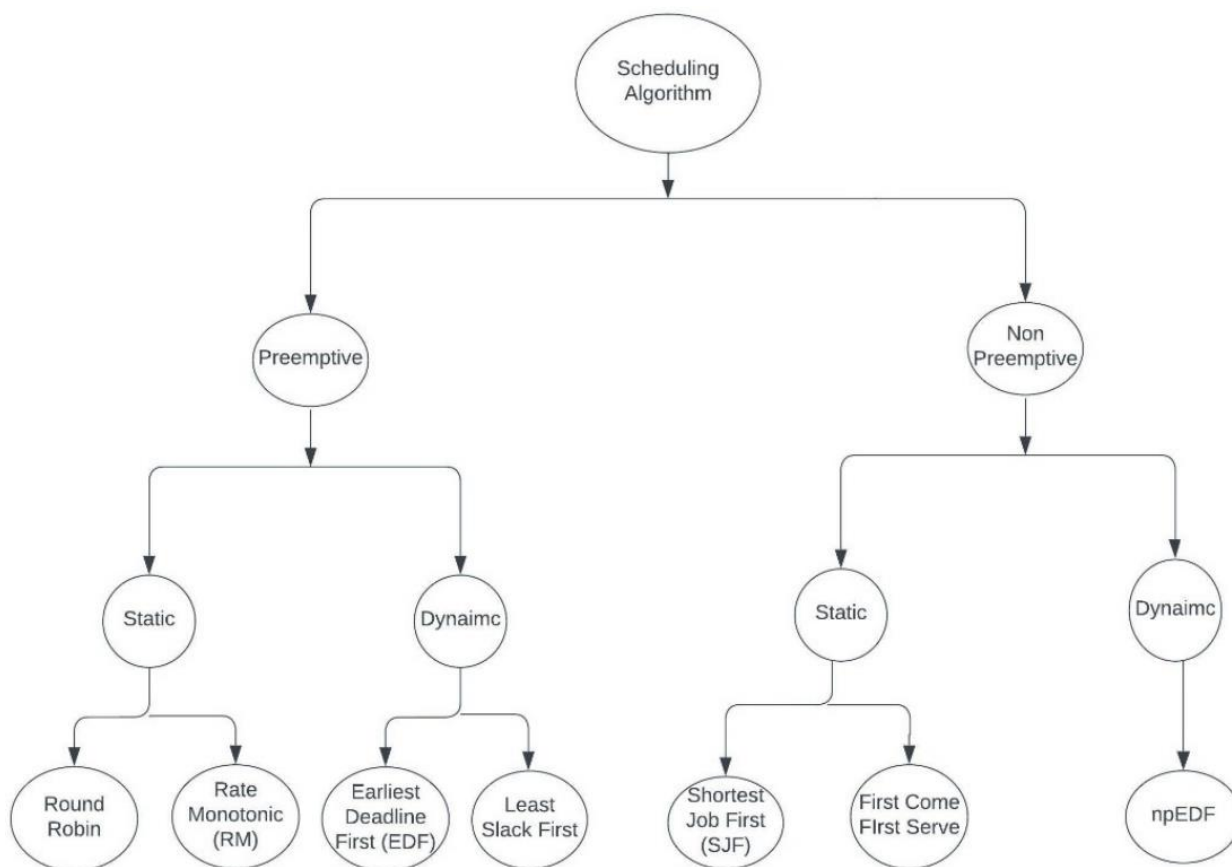 Scheduling
Algorithm
Preemptive
Non
Preemptive
Static
Dynaimc
Static
Dynaimc
Round
Robin
Rate
Monotonic
(RM)
Earliest
Deadline
First (EDF)
Least
Slack First
Shortest
Job First
(SJF)
First Come
FIrst Serve
npEDF